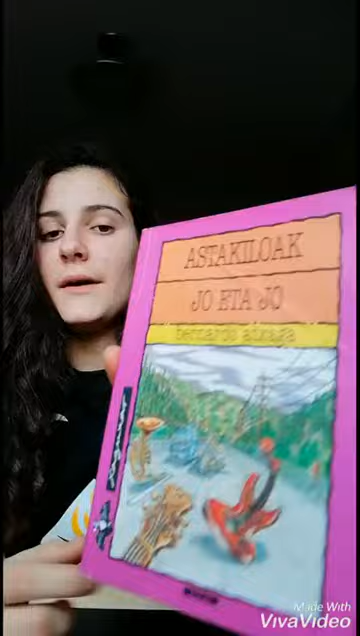 ASTAKILOAK
JO ETA JO
bernardo atxaga
Made With
VivaVideo